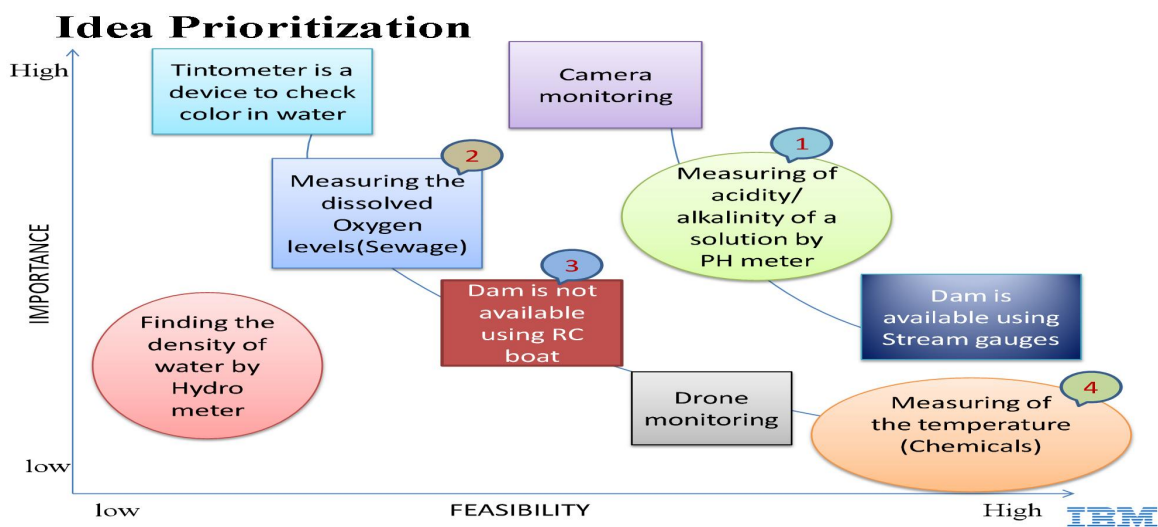 Idea Prioritization
High
Tintometer is a
device to check
color in water
Camera
monitoring
1
Measuring of
acidity/
alkalinity of a
solution by
PH meter
2
Measuring the
dissolved
Oxygen
levels(Sewage)
3
Dam is not
available
using RC
boat
Dam is
available using
Stream gauges
IMPORTANCE
Finding the
density of
water by
Hydro
meter
Drone
monitoring
4
Measuring of
the temperature
(Chemicals)
low
low
FEASIBILITY
High
IBM